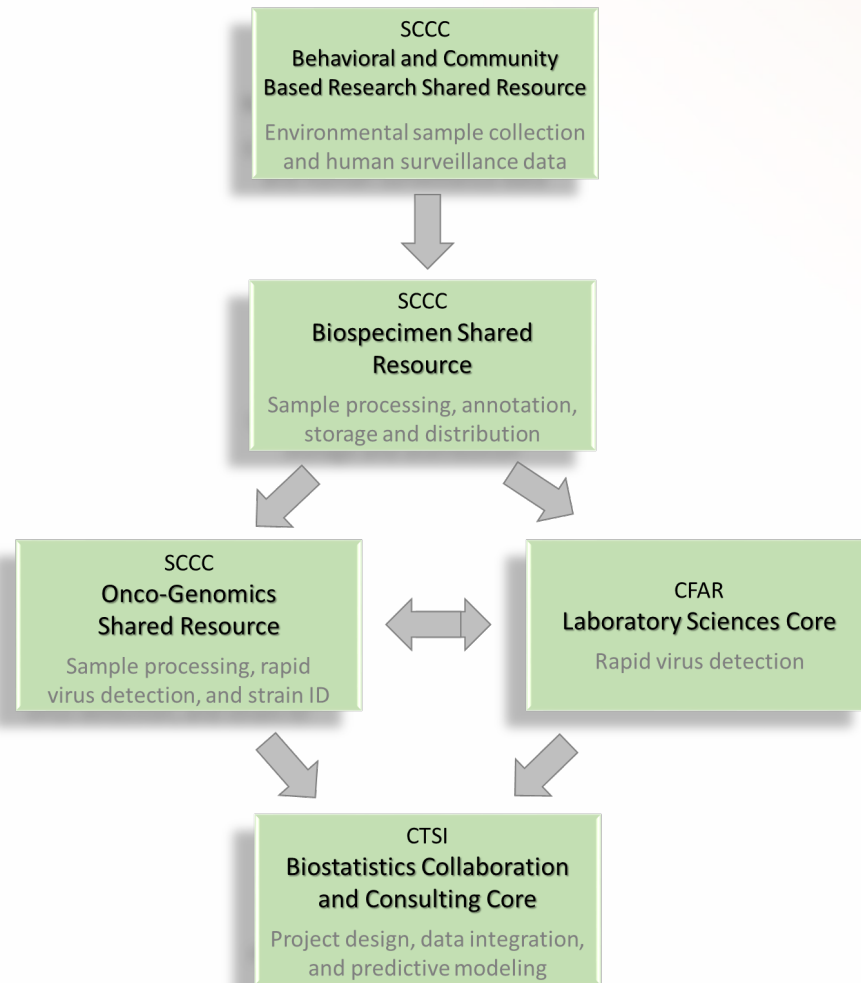 SCCC
Behavioral and Community
Based Research Shared Resource
Environmental sample collection
and human surveillance data
SCCC
Biospecimen Shared
Resource
Sample processing, annotation,
storage and distribution
SCCC
Onco-Genomics
Shared Resource
Sample processing, rapid
virus detection, and strain ID
CFAR
Laboratory Sciences Core
Rapid virus detection
CTSI
Biostatistics Collaboration
and Consulting Core
Project design, data integration,
and predictive modeling